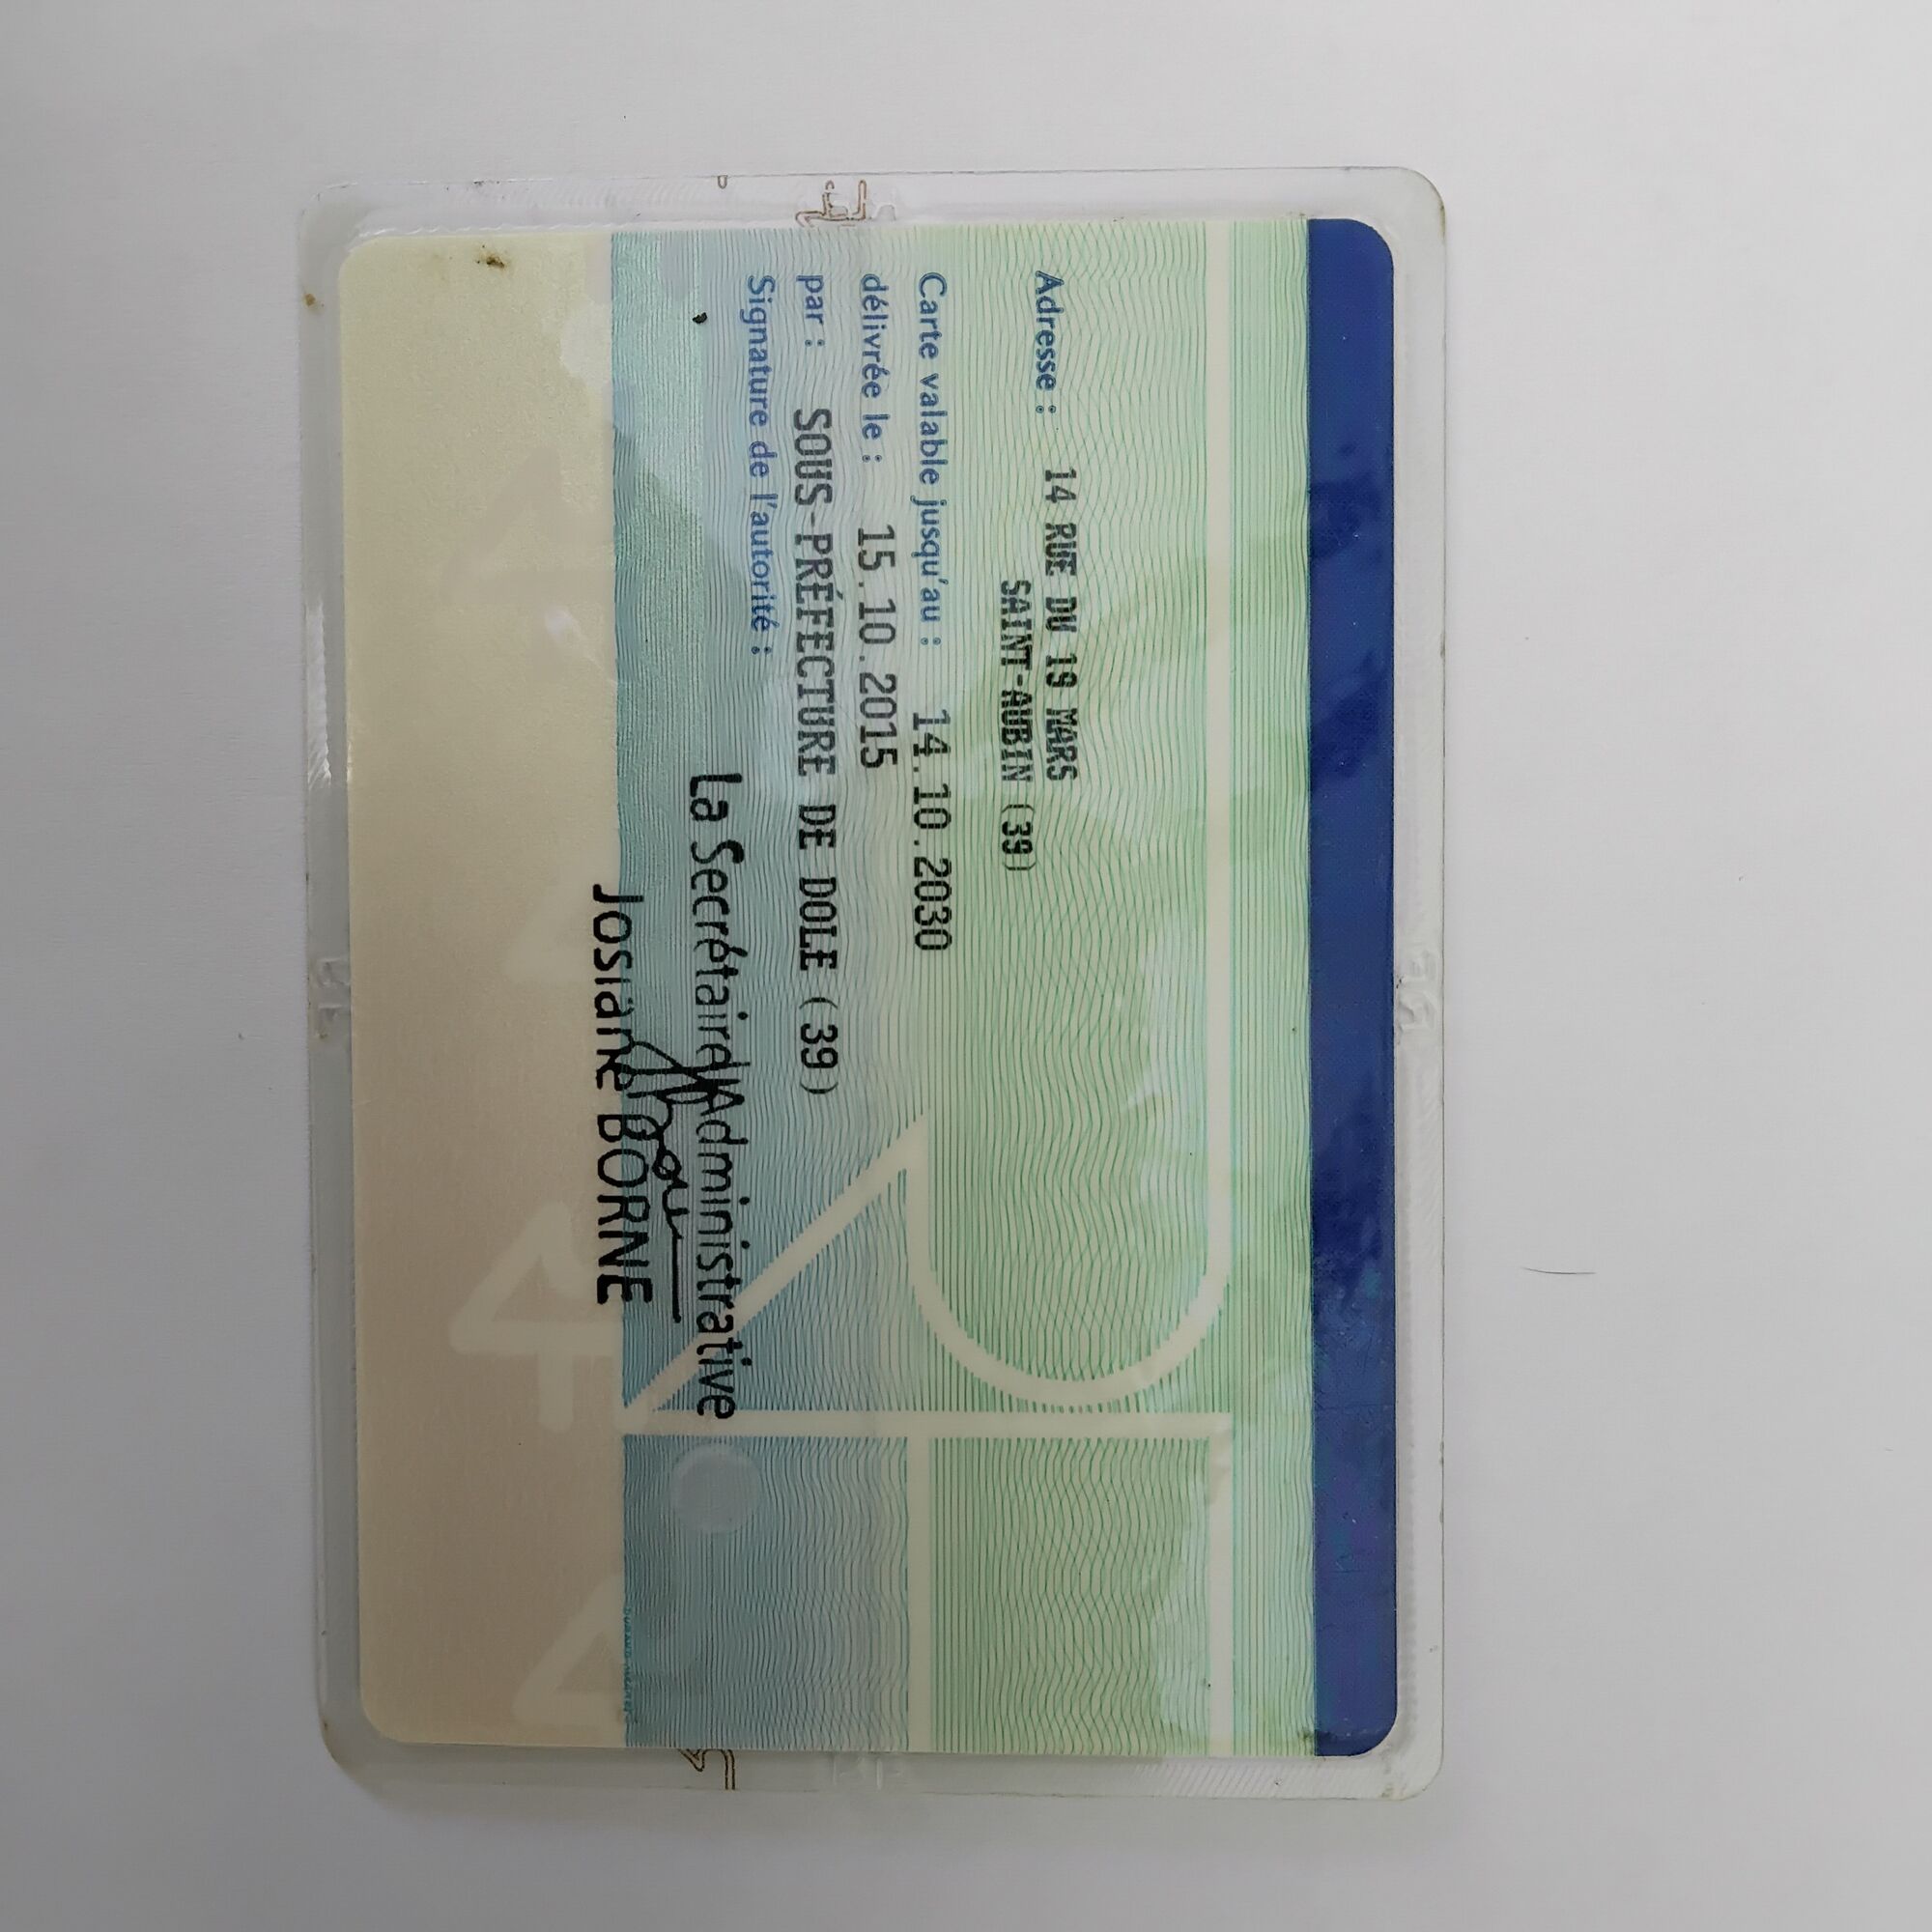 Adresse : 14 RUE DU 19 MARS
SAINT-AUBIN (39)
Carte valable jusqu'au : 14.10.2030
délivrée le : 15.10.2015
par : SOUS-PRÉFECTURE DE DOLE (39)
Signature de l'autorité :
La Secrétaire Administrative
Josiane BORNE